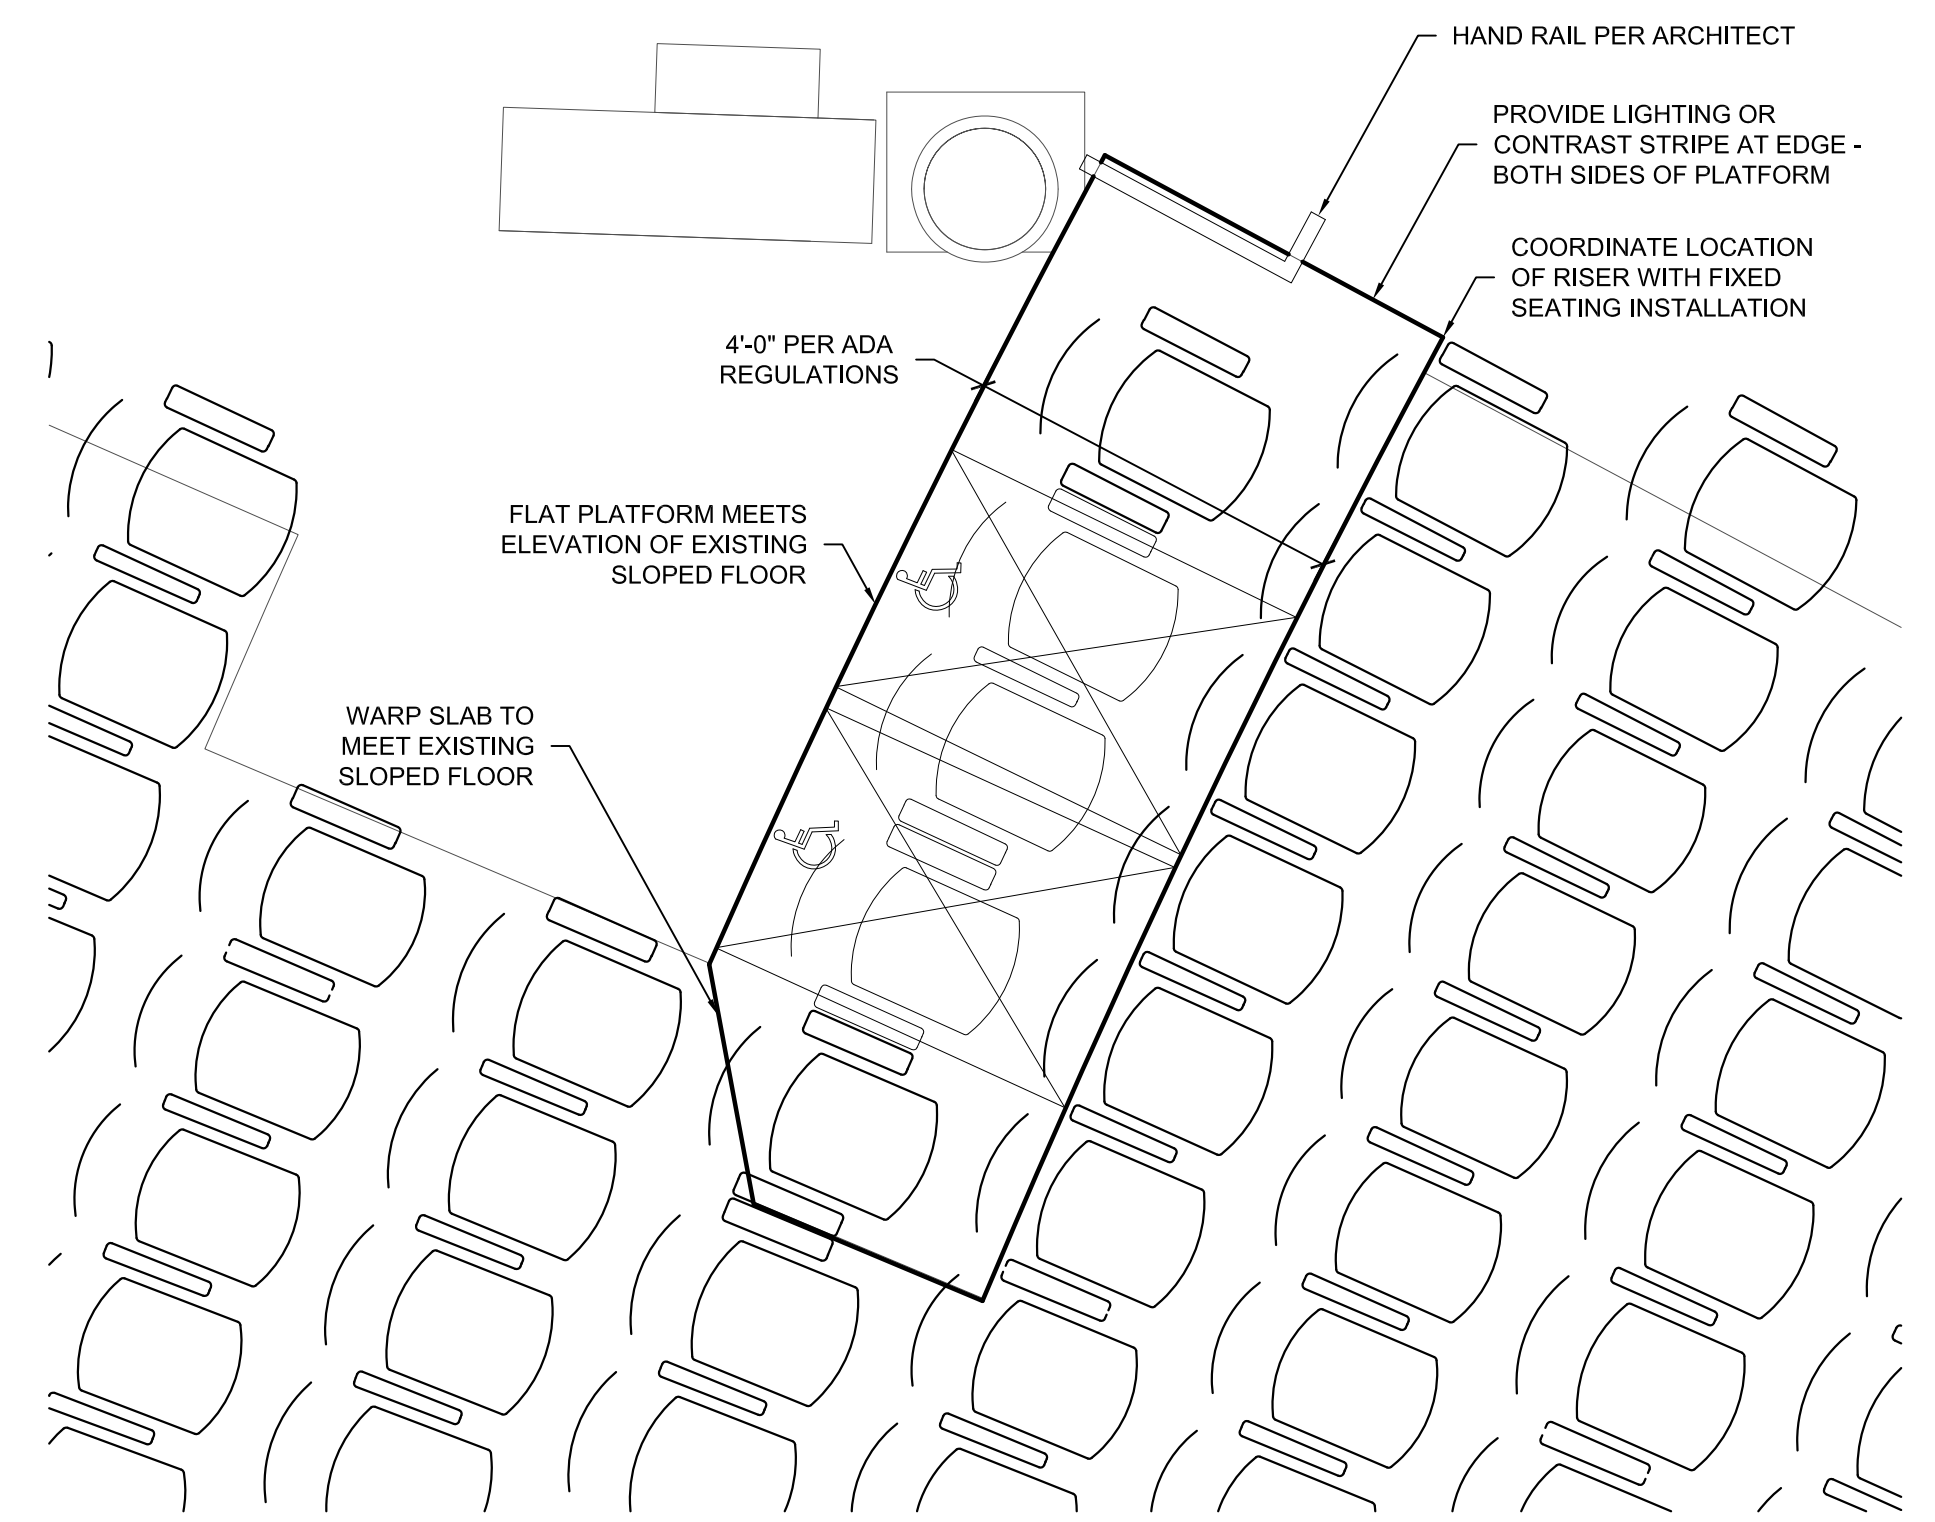 HAND RAIL PER ARCHITECT
PROVIDE LIGHTING OR
CONTRAST STRIPE AT EDGE -
BOTH SIDES OF PLATFORM
COORDINATE LOCATION
OF RISER WITH FIXED
SEATING INSTALLATION
4'-0" PER ADA
REGULATIONS
FLAT PLATFORM MEETS
ELEVATION OF EXISTING
SLOPED FLOOR
WARP SLAB TO
MEET EXISTING
SLOPED FLOOR